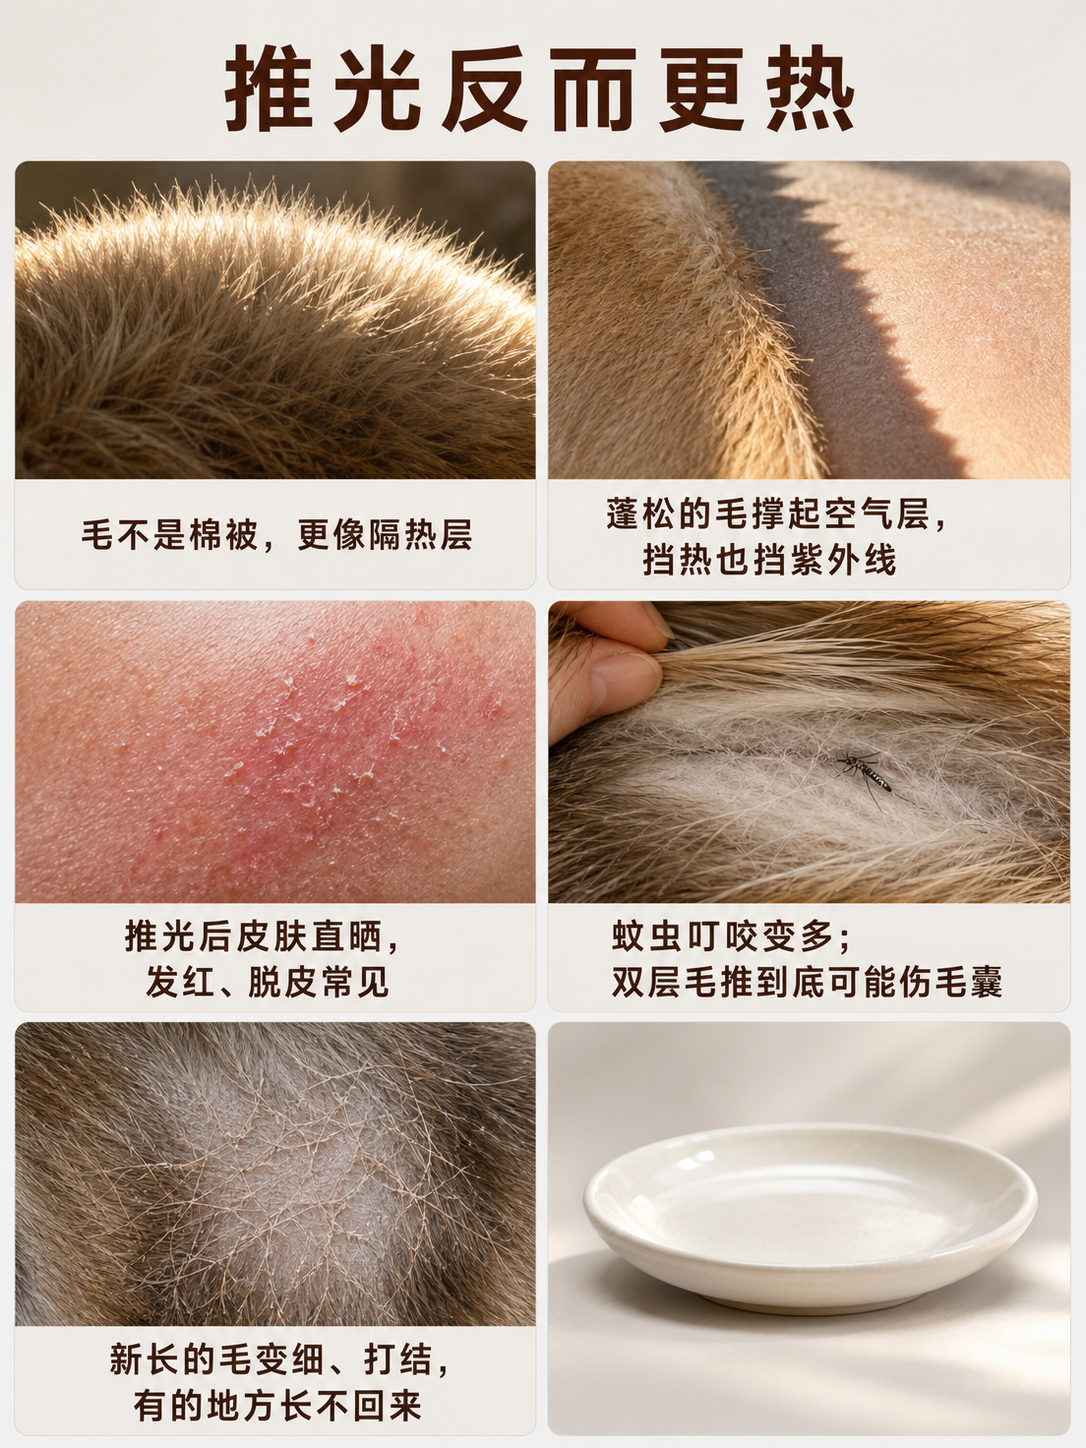 推光反而更热
毛不是棉被，更像隔热层
蓬松的毛撑起空气层，
挡热也挡紫外线
推光后皮肤直晒，
发红、脱皮常见
蚊虫叮咬变多；
双层毛推到底可能伤毛囊
新长的毛变细、打结，
有的地方长不回来